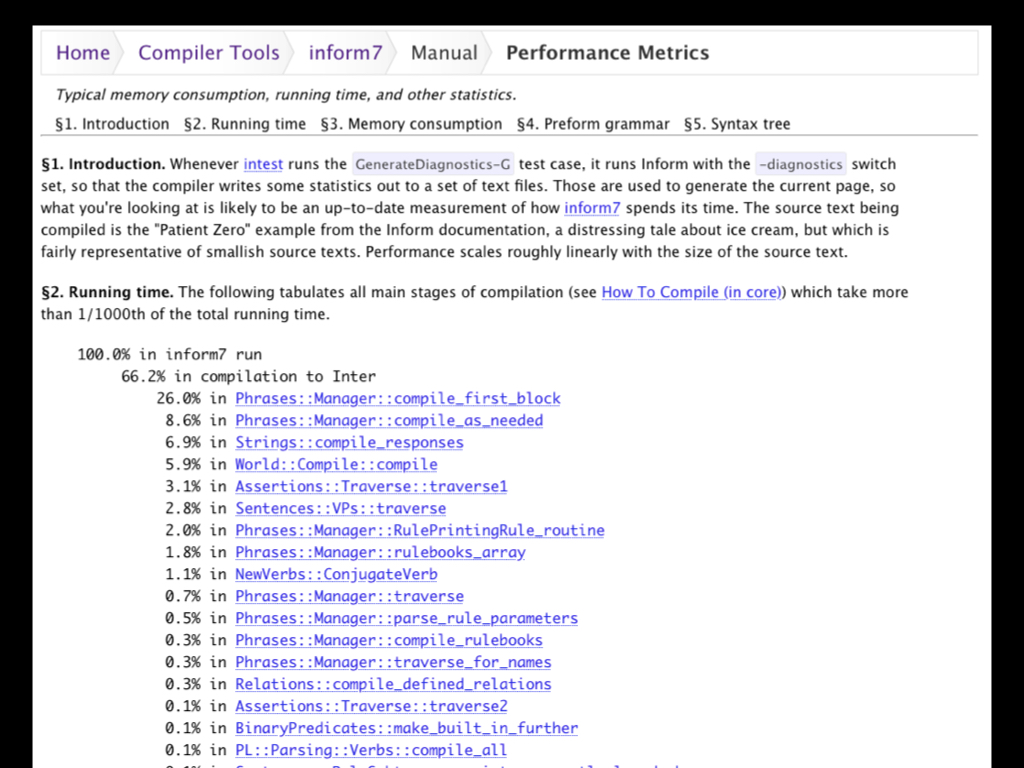 Home Compiler Tools inform7 Manual Performance Metrics
Typical memory consumption, running time, and other statistics.
§1. Introduction §2. Running time §3. Memory consumption §4. Preform grammar §5. Syntax tree
§1. Introduction. Whenever intest runs the GenerateDiagnostics-G test case, it runs Inform with the -diagnostics switch
set, so that the compiler writes some statistics out to a set of text files. Those are used to generate the current page, so
what you're looking at is likely to be an up-to-date measurement of how inform7 spends its time. The source text being
compiled is the "Patient Zero" example from the Inform documentation, a distressing tale about ice cream, but which is
fairly representative of smallish source texts. Performance scales roughly linearly with the size of the source text.
§2. Running time. The following tabulates all main stages of compilation (see How To Compile (in core)) which take more
than 1/1000th of the total running time.
100.0% in inform7 run
66.2% in compilation to Inter
26.0% in Phrases::Manager::compile_first_block
8.6% in Phrases::Manager::compile_as_needed
6.9% in Strings::compile_responses
5.9% in World::Compile::compile
3.1% in Assertions::Traverse::traverse1
2.8% in Sentences::VPs::traverse
2.0% in Phrases::Manager::RulePrintingRule_routine
1.8% in Phrases::Manager::rulebooks_array
1.1% in NewVerbs::ConjugateVerb
0.7% in Phrases::Manager::traverse
0.5% in Phrases::Manager::parse_rule_parameters
0.3% in Phrases::Manager::compile_rulebooks
0.3% in Phrases::Manager::traverse_for_names
0.3% in Relations::compile_defined_relations
0.1% in Assertions::Traverse::traverse2
0.1% in BinaryPredicates::make_built_in_further
0.1% in PL::Parsing::Verbs::compile_all